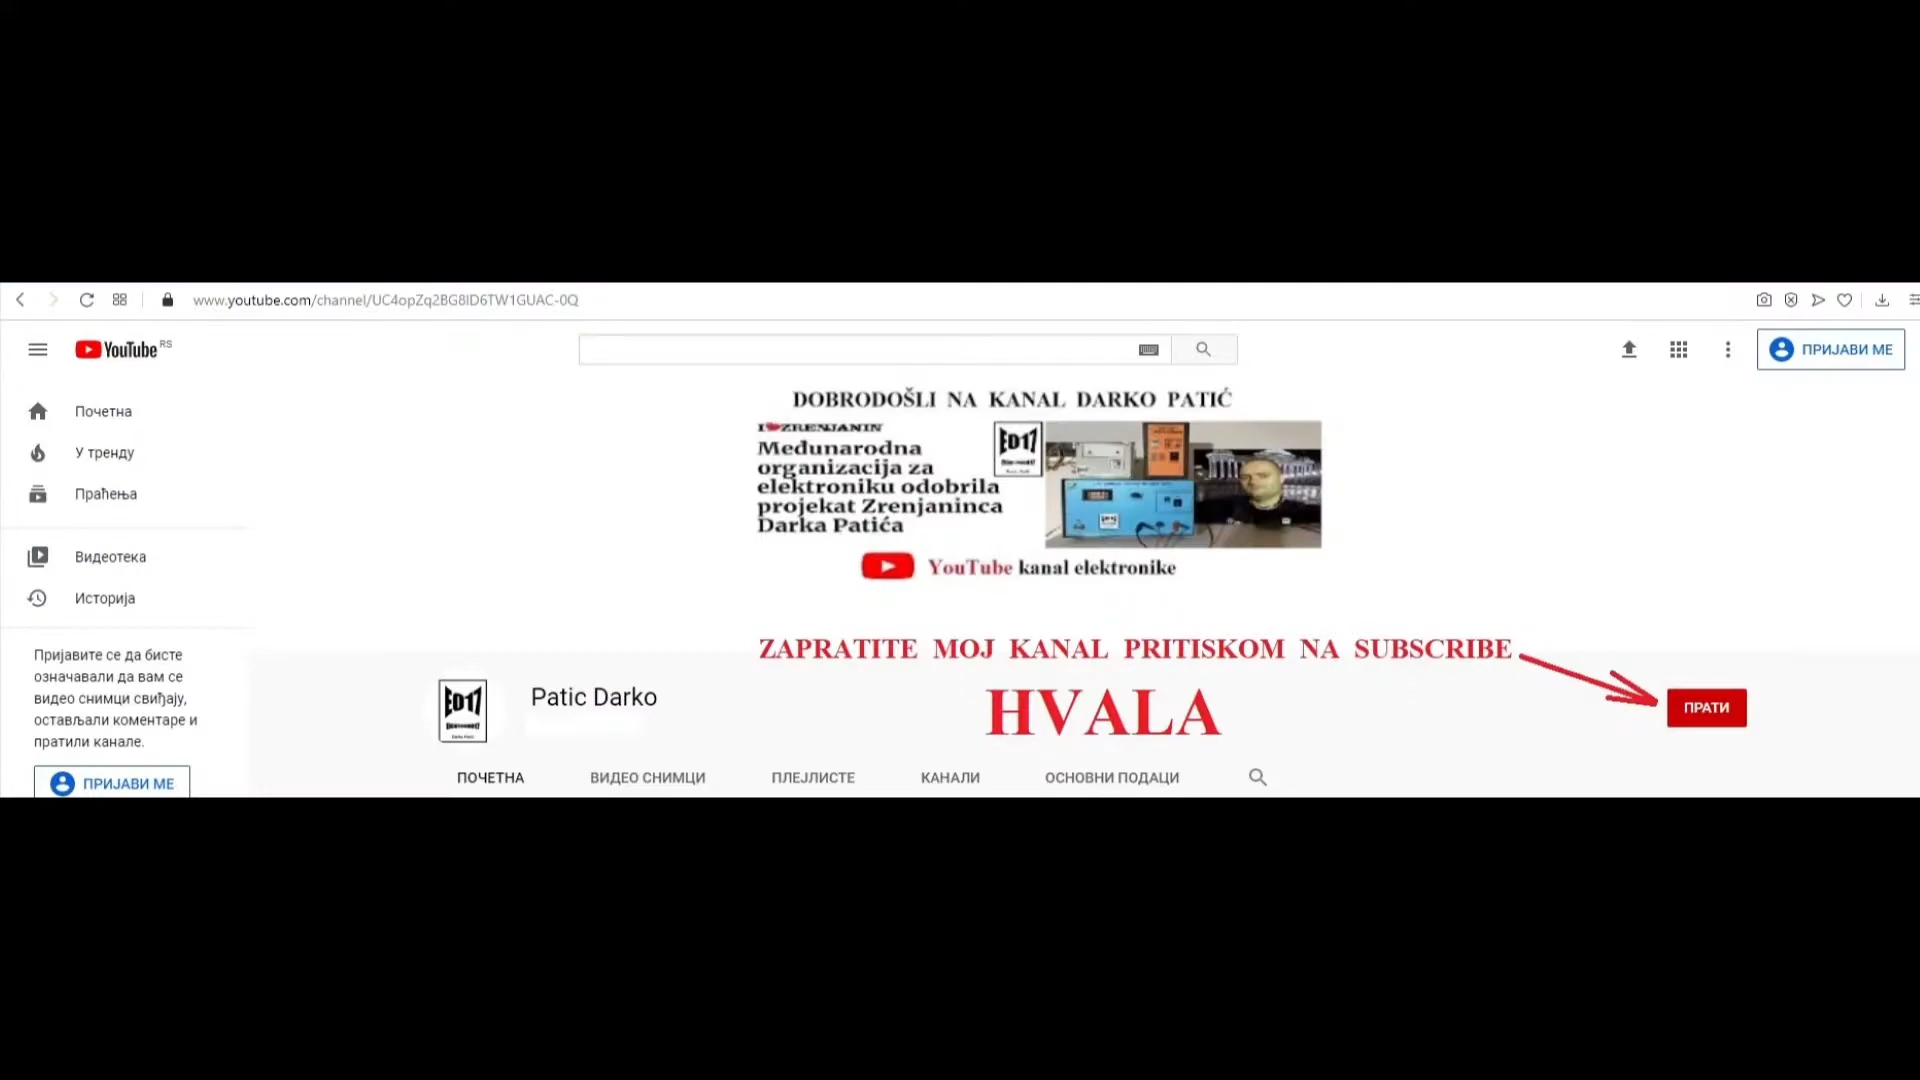 www.youtube.com/channel/UC4opZq2BG8lD6TW1GUAC-0Q
YouTube RS
ПРИЈАВИ МЕ
Почетна
У тренду
Праћења
Видеотека
Историја
Пријавите се да бисте
означавали да вам се
видео снимци свиђају,
остављали коментаре и
пратили канале.
ПРИЈАВИ МЕ
DOBRODOŠLI NA KANAL DARKO PATIĆ
I ZRENJANIN
Međunarodna
organizacija za
elektroniku odobrila
projekat Zrenjaninca
Darka Patića
ED17
YouTube kanal elektronike
ZAPRATITE MOJ KANAL PRITISKOM NA SUBSCRIBE
HVALA
ED17
Patic Darko
ПРАТИ
ПОЧЕТНА
ВИДЕО СНИМЦИ
ПЛЕЈЛИСТЕ
КАНАЛИ
ОСНОВНИ ПОДАЦИ